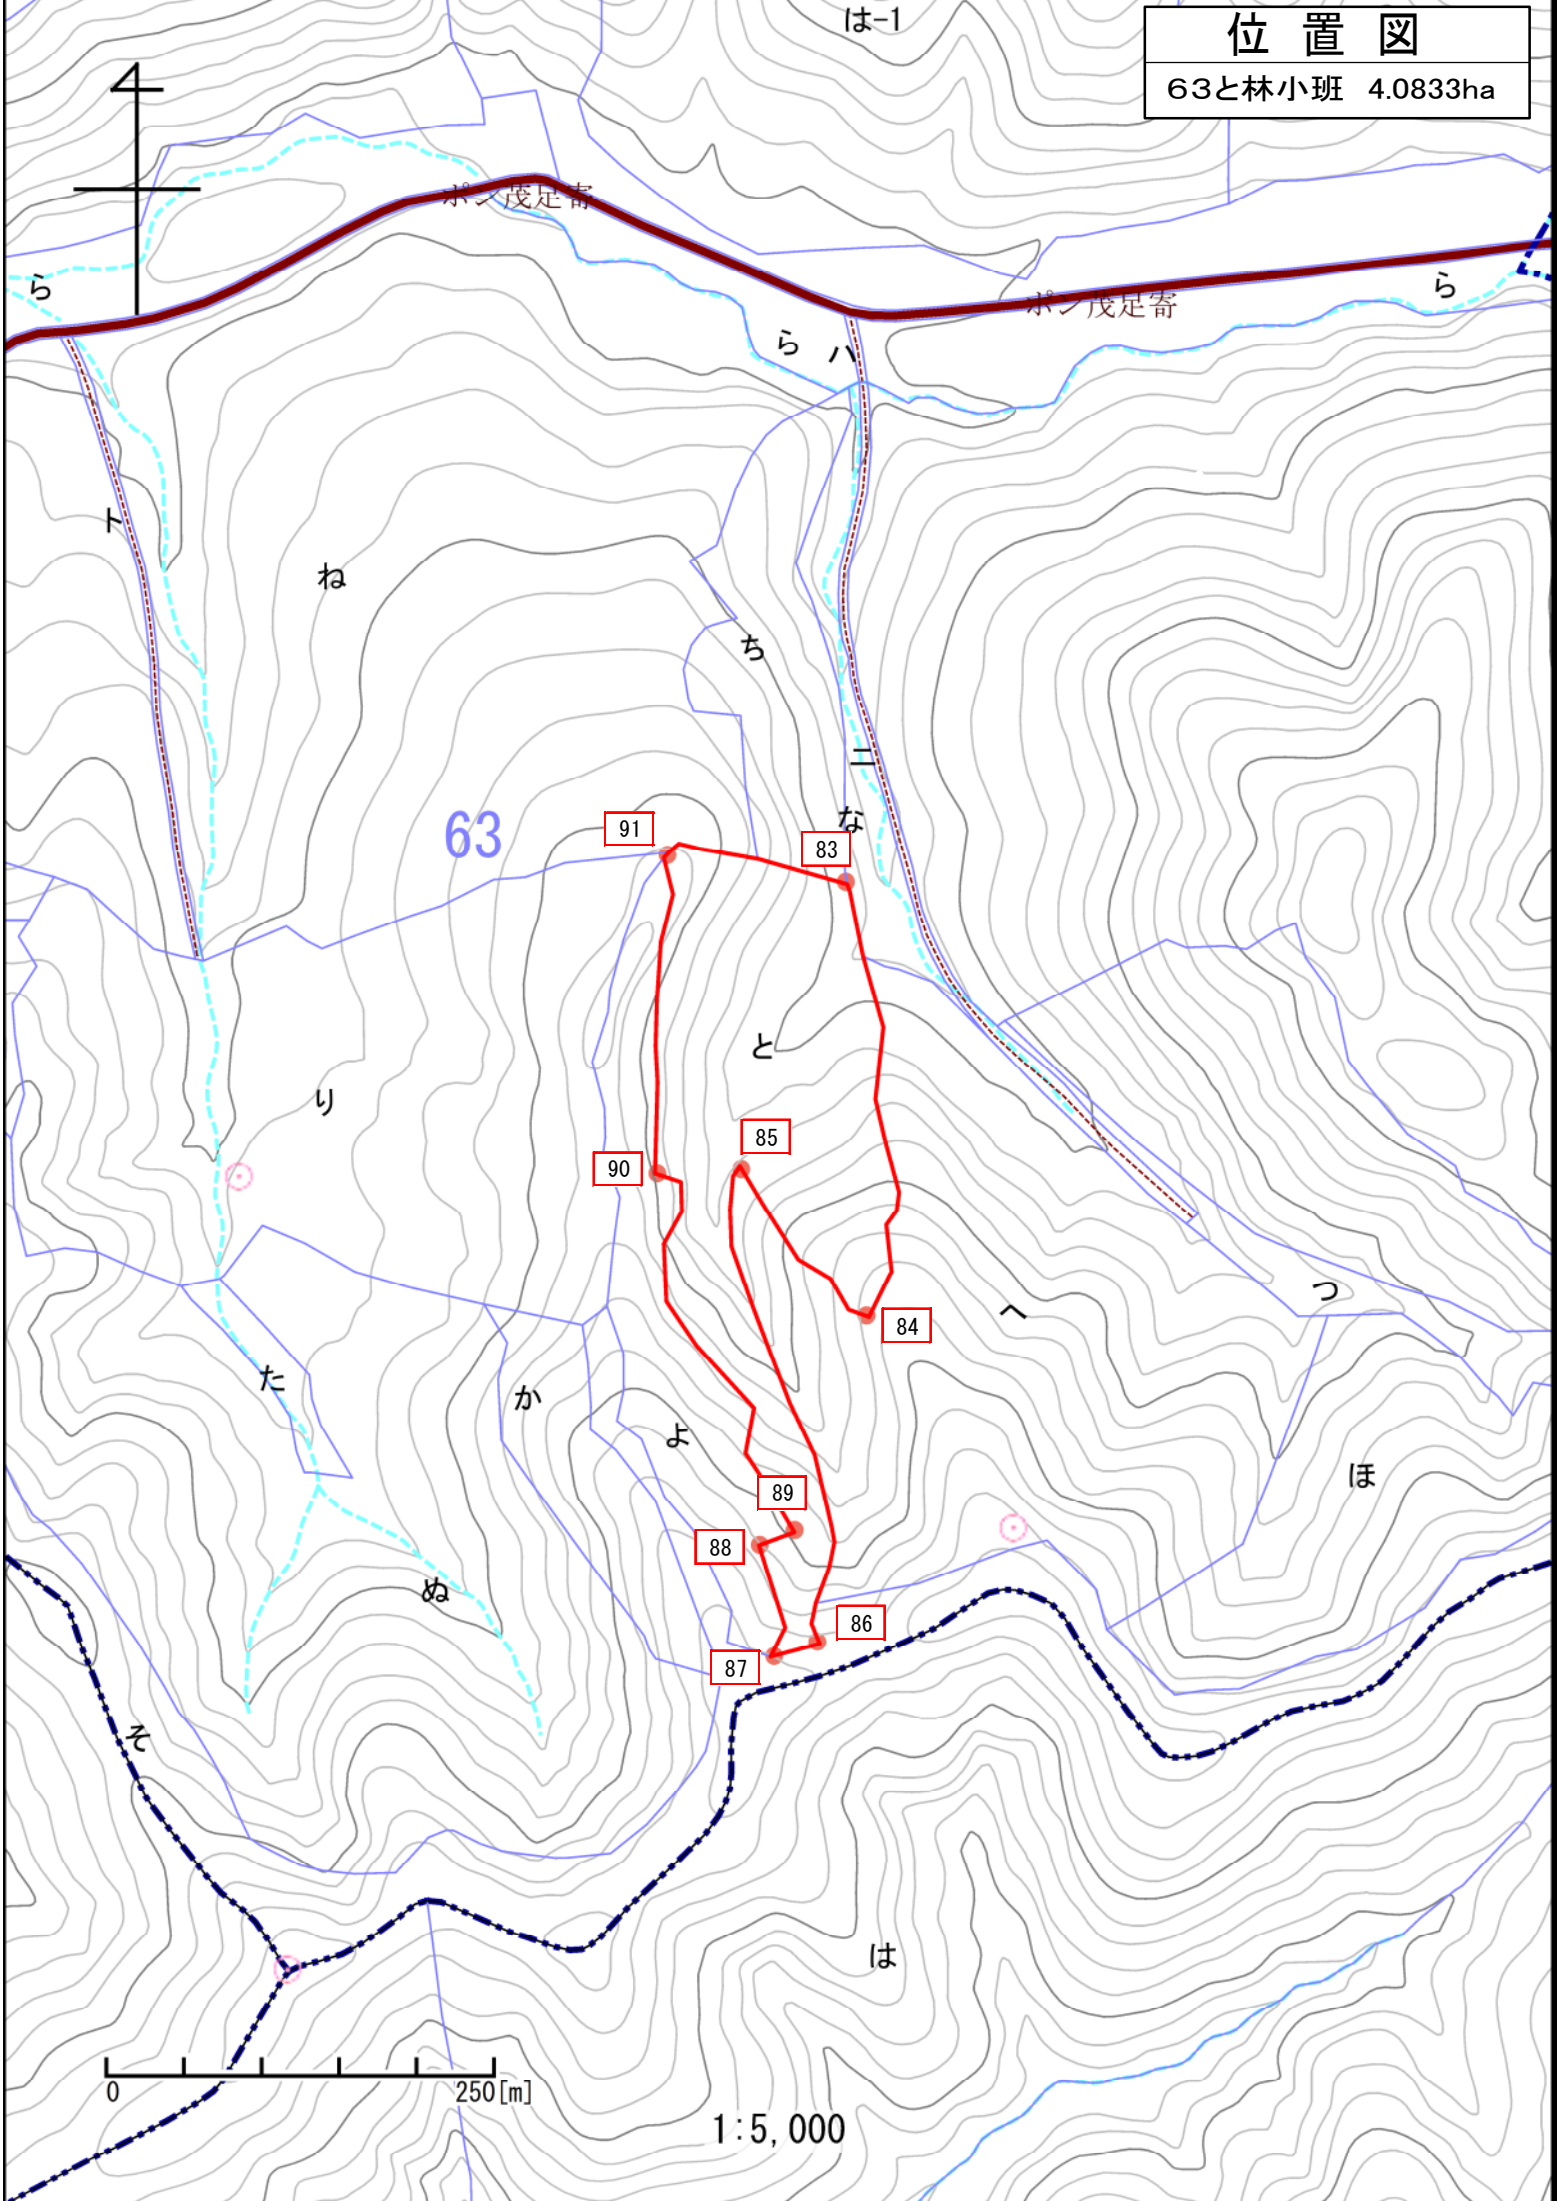 は-1
位 置 図
63と林小班 4.0833ha
ポン茂足寄
ら
ら
ポン茂足寄
ら
ハ
ト
ね
ち
ニ
な
63
91
83
と
り
85
90
つ
へ
84
た
か
よ
ほ
89
88
ぬ
86
87
そ
は
0
250[m]
1:5,000